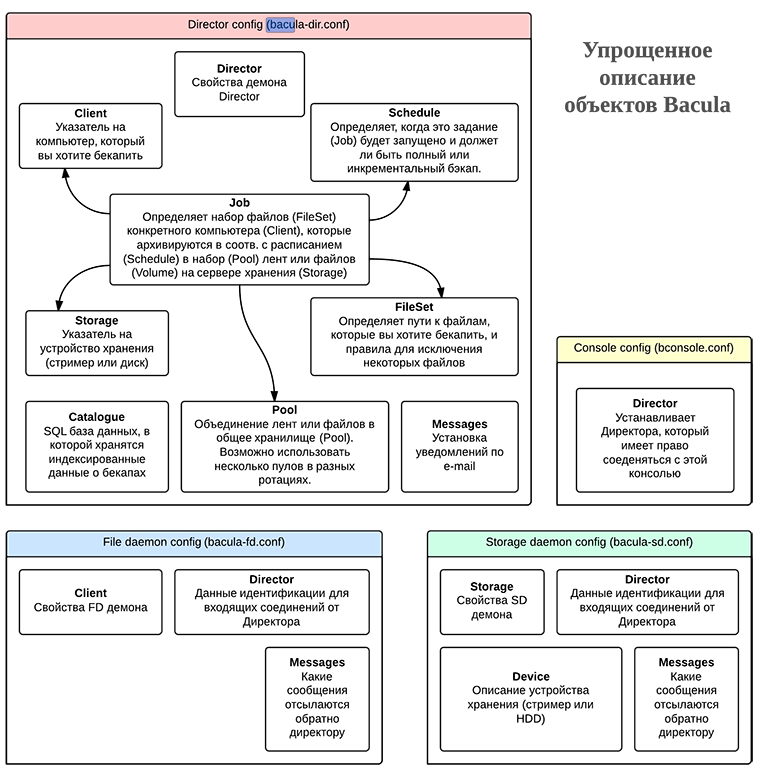 Director config (bacula-dir.conf)
Упрощенное
описание
объектов Bacula
Director
Свойства демона
Director
Client
Указатель на
компьютер, который
вы хотите бекапить
Schedule
Определяет, когда это задание
(Job) будет запущено и должет
ли быть полный или
инкрементальный бэкап.
Job
Определяет набор файлов (FileSet)
конкретного компьютера (Client), которые
архивируются в соотв. с расписанием
(Schedule) в набор (Pool) лент или файлов
(Volume) на сервере хранения (Storage)
Storage
Указатель на
устройство хранения
(стример или диск)
FileSet
Определяет пути к файлам,
которые вы хотите бекапить, и
правила для исключения
некоторых файлов
Catalogue
SQL база данных, в
которой хранятся
индексированные
данные о бекапах
Pool
Объединение лент или файлов в
общее хранилище (Pool).
Возможно использовать
несколько пулов в разных
ротациях.
Messages
Установка
уведомлений по
e-mail
Console config (bconsole.conf)
Director
Устанавливает
Директора, который
имеет право
соеденяться с этой
консолью
File daemon config (bacula-fd.conf)
Client
Свойства FD демона
Director
Данные идентификации для
входящих соединений от
Директора
Messages
Какие
сообщения
отсылаются
обратно
директору
Storage daemon config (bacula-sd.conf)
Storage
Свойства SD
демона
Director
Данные идентификации для
входящих соединений от
Директора
Device
Описание устройства
хранения (стример или
HDD)
Messages
Какие
сообщения
отсылаются
обратно
директору